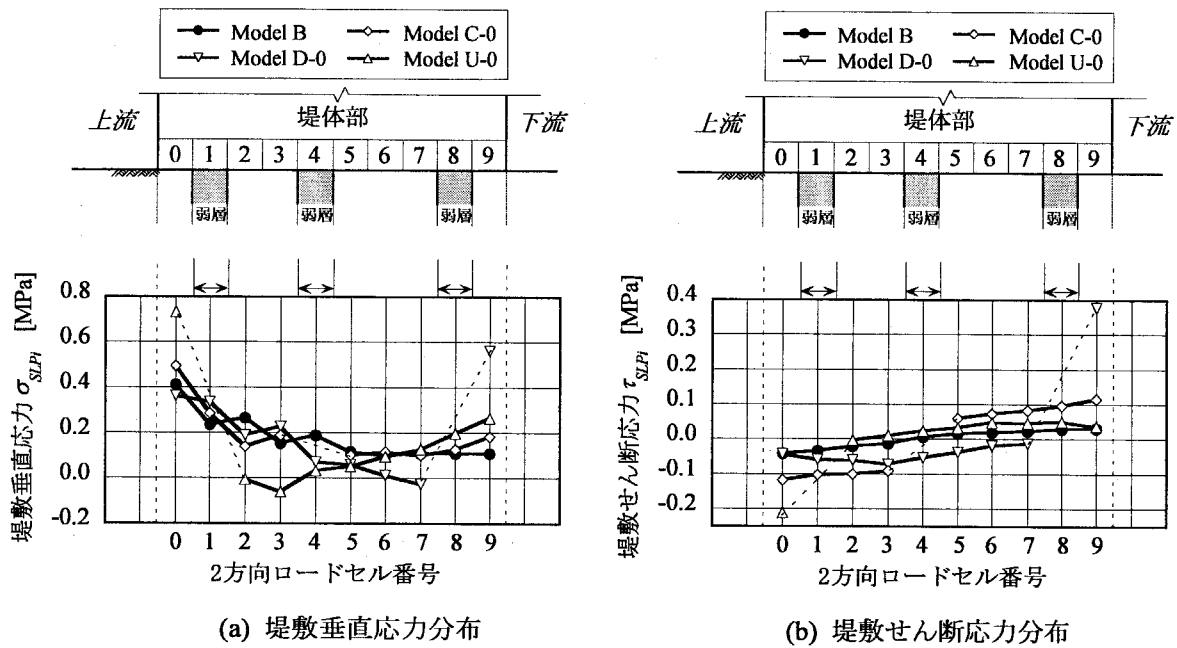 Model B Model C-0
Model D-0 Model U-0
上流 堤体部 下流
0 1 2 3 4 5 6 7 8 9
弱層 弱層 弱層
堤敷垂直応力 σSLPi [MPa]
0.8
0.6
0.4
0.2
0.0
-0.2
0 1 2 3 4 5 6 7 8 9
2方向ロードセル番号
(a) 堤敷垂直応力分布
Model B Model C-0
Model D-0 Model U-0
上流 堤体部 下流
0 1 2 3 4 5 6 7 8 9
弱層 弱層 弱層
堤敷せん断応力 τSLPi [MPa]
0.4
0.3
0.2
0.1
0.0
-0.1
-0.2
0 1 2 3 4 5 6 7 8 9
2方向ロードセル番号
(b) 堤敷せん断応力分布